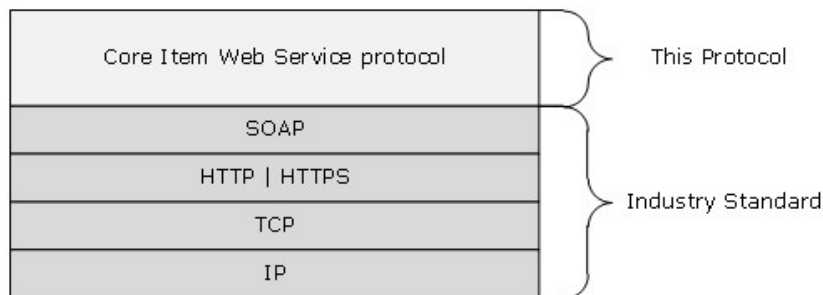 Core Item Web Service protocol
This Protocol
SOAP
HTTP | HTTPS
Industry Standard
TCP
IP